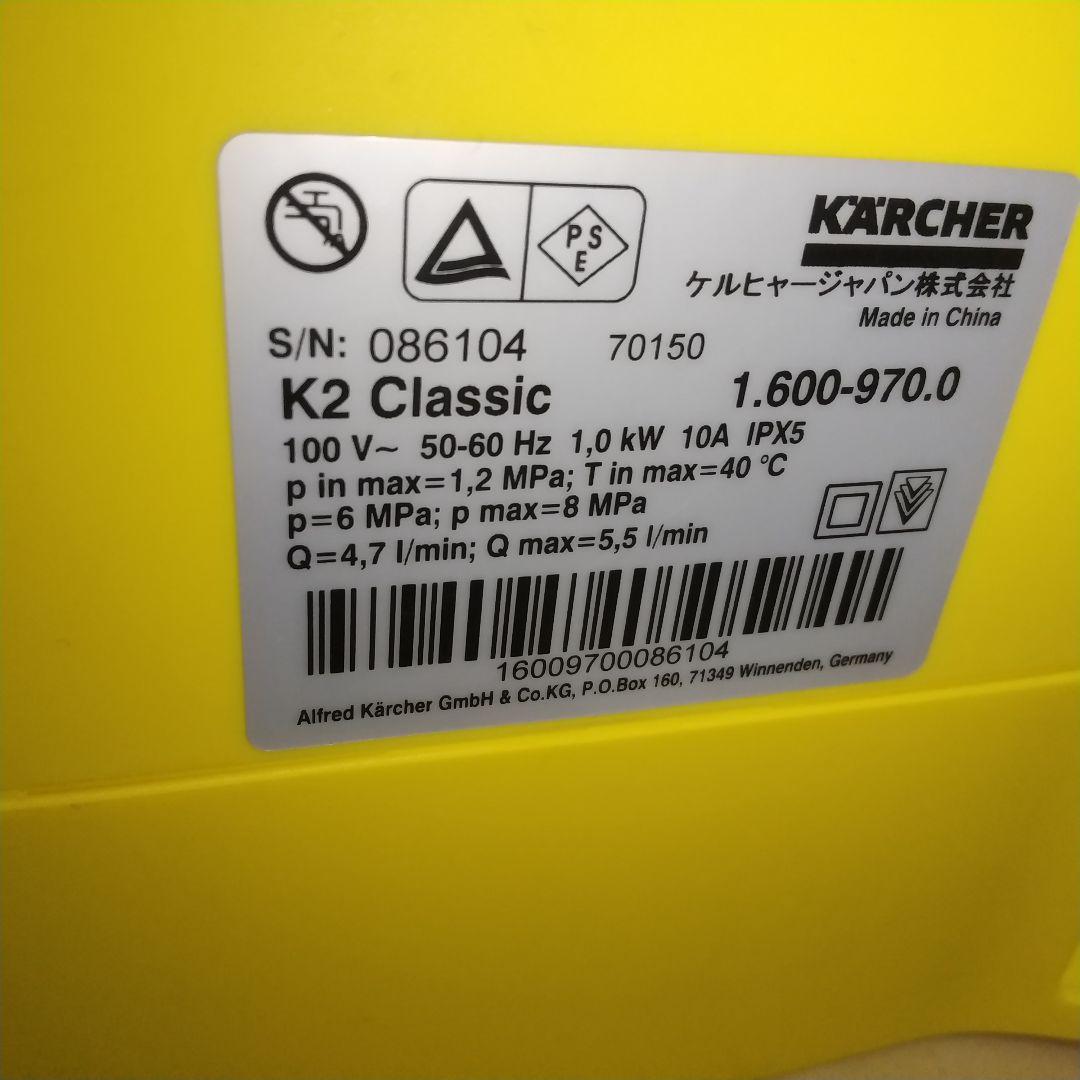 PSE
KÄRCHER
ケルヒャージャパン株式会社
Made in China
S/N: 086104 70150
K2 Classic 1.600-970.0
100 V~ 50-60 Hz 1,0 kW 10A IPX5
p in max=1,2 MPa; T in max=40 °C
p=6 MPa; p max=8 MPa
Q=4,7 l/min; Q max=5,5 l/min
16009700086104
Alfred Kärcher GmbH & Co.KG, P.O.Box 160, 71349 Winnenden, Germany